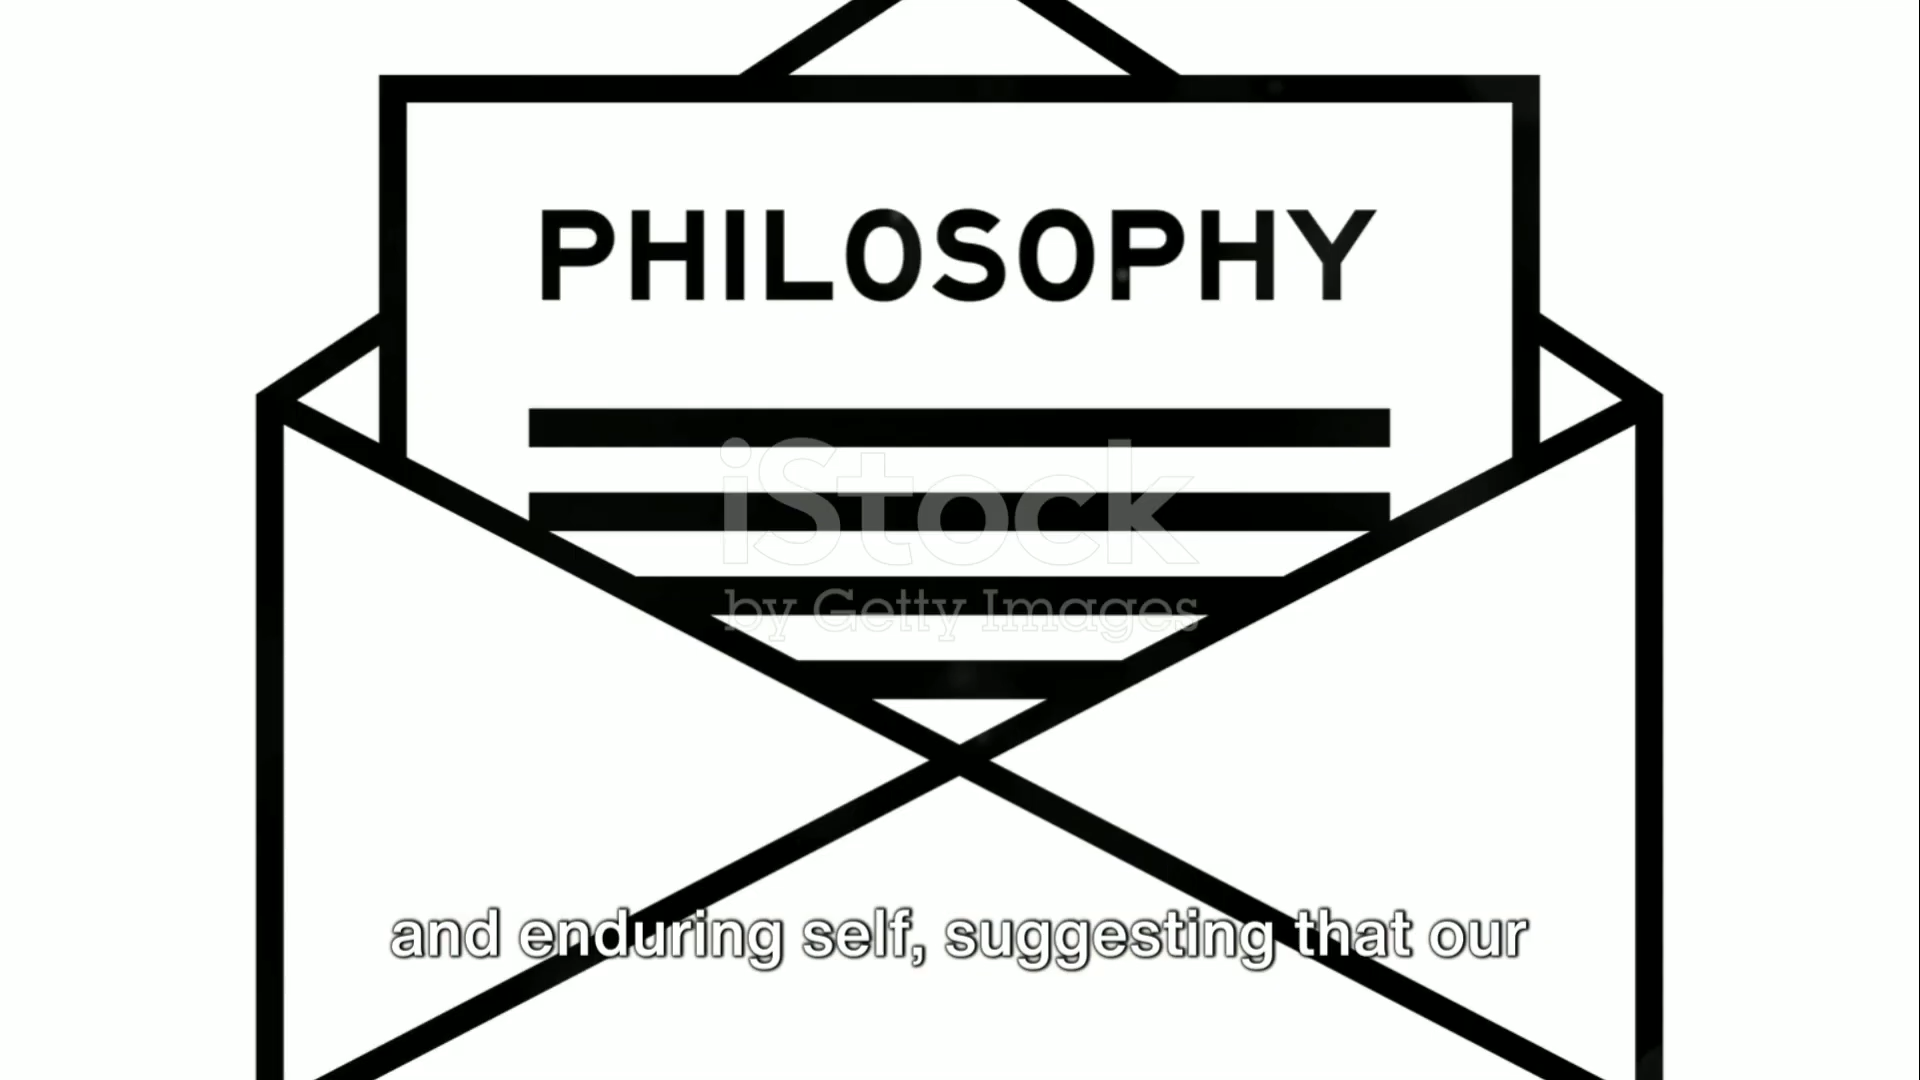 PHILOSOPHY
iStock
by Getty Images
and enduring self, suggesting that our